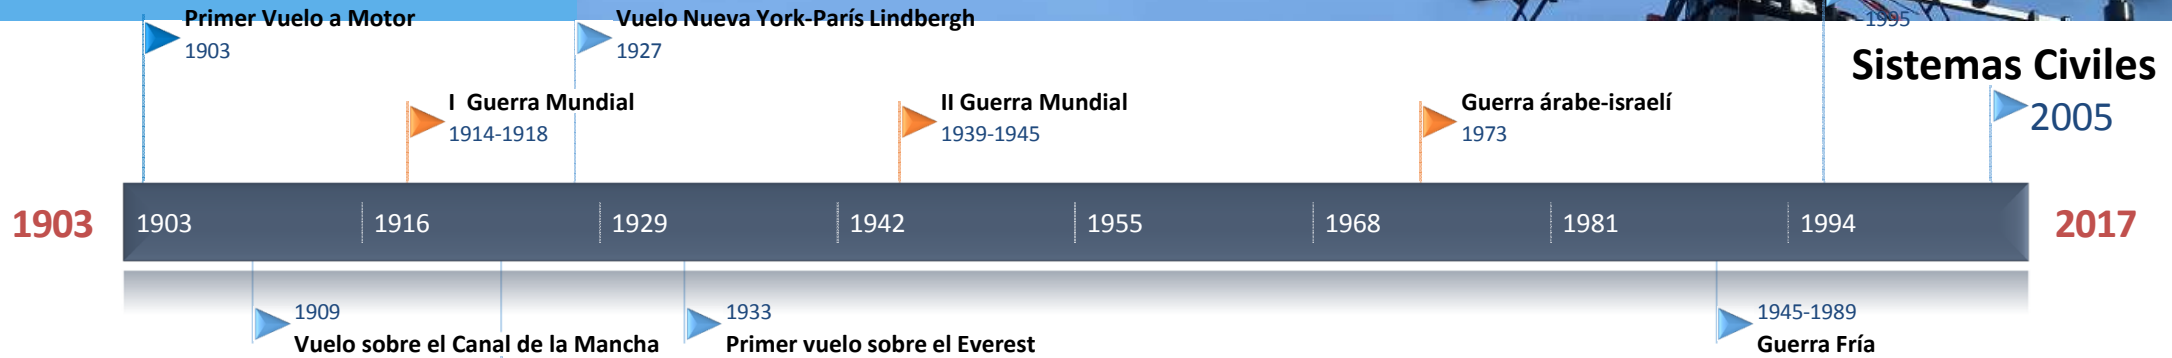 Primer Vuelo a Motor
1903
Vuelo Nueva York-París Lindbergh
1927
1995
Sistemas Civiles
2005
I Guerra Mundial
1914-1918
II Guerra Mundial
1939-1945
Guerra árabe-israelí
1973
1903
1903
1916
1929
1942
1955
1968
1981
1994
2017
1909
Vuelo sobre el Canal de la Mancha
1933
Primer vuelo sobre el Everest
1945-1989
Guerra Fría